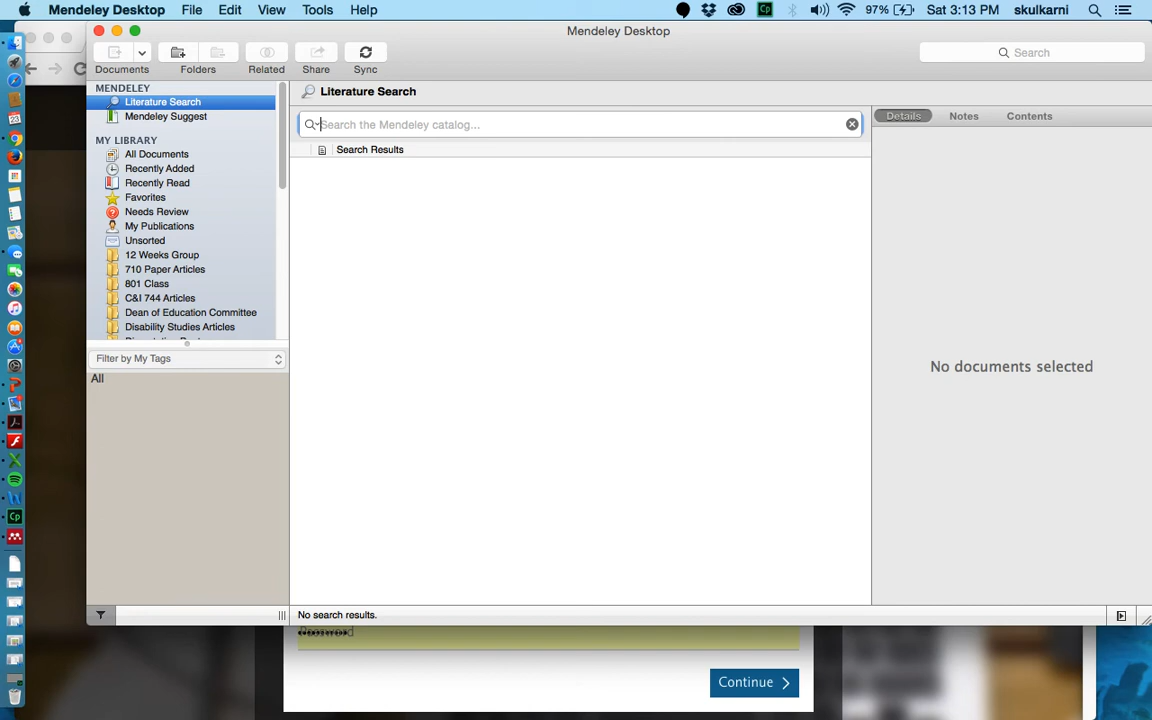 Mendeley Desktop File Edit View Tools Help 97% Sat 3:13 PM skulkarni
Mendeley Desktop
Documents Folders Related Share Sync Search
MENDELEY
Literature Search
Mendeley Suggest
MY LIBRARY
All Documents
Recently Added
Recently Read
Favorites
Needs Review
My Publications
Unsorted
12 Weeks Group
710 Paper Articles
801 Class
C&I 744 Articles
Dean of Education Committee
Disability Studies Articles
Filter by My Tags
All
Literature Search
Search the Mendeley catalog...
Search Results
No search results.
Details Notes Contents
No documents selected
Password
Continue